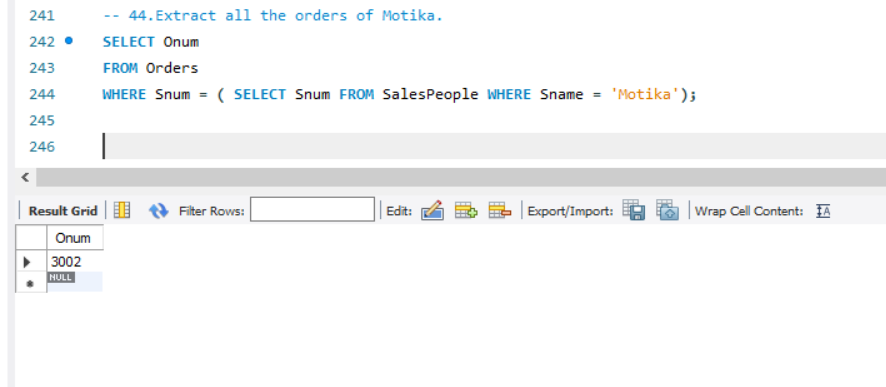 241 -- 44.Extract all the orders of Motika.
242 SELECT Onum
243 FROM Orders
244 WHERE Snum = ( SELECT Snum FROM SalesPeople WHERE Sname = 'Motika');
245
246
Result Grid Filter Rows: Edit: Export/Import: Wrap Cell Content: IA
Onum
3002
NULL